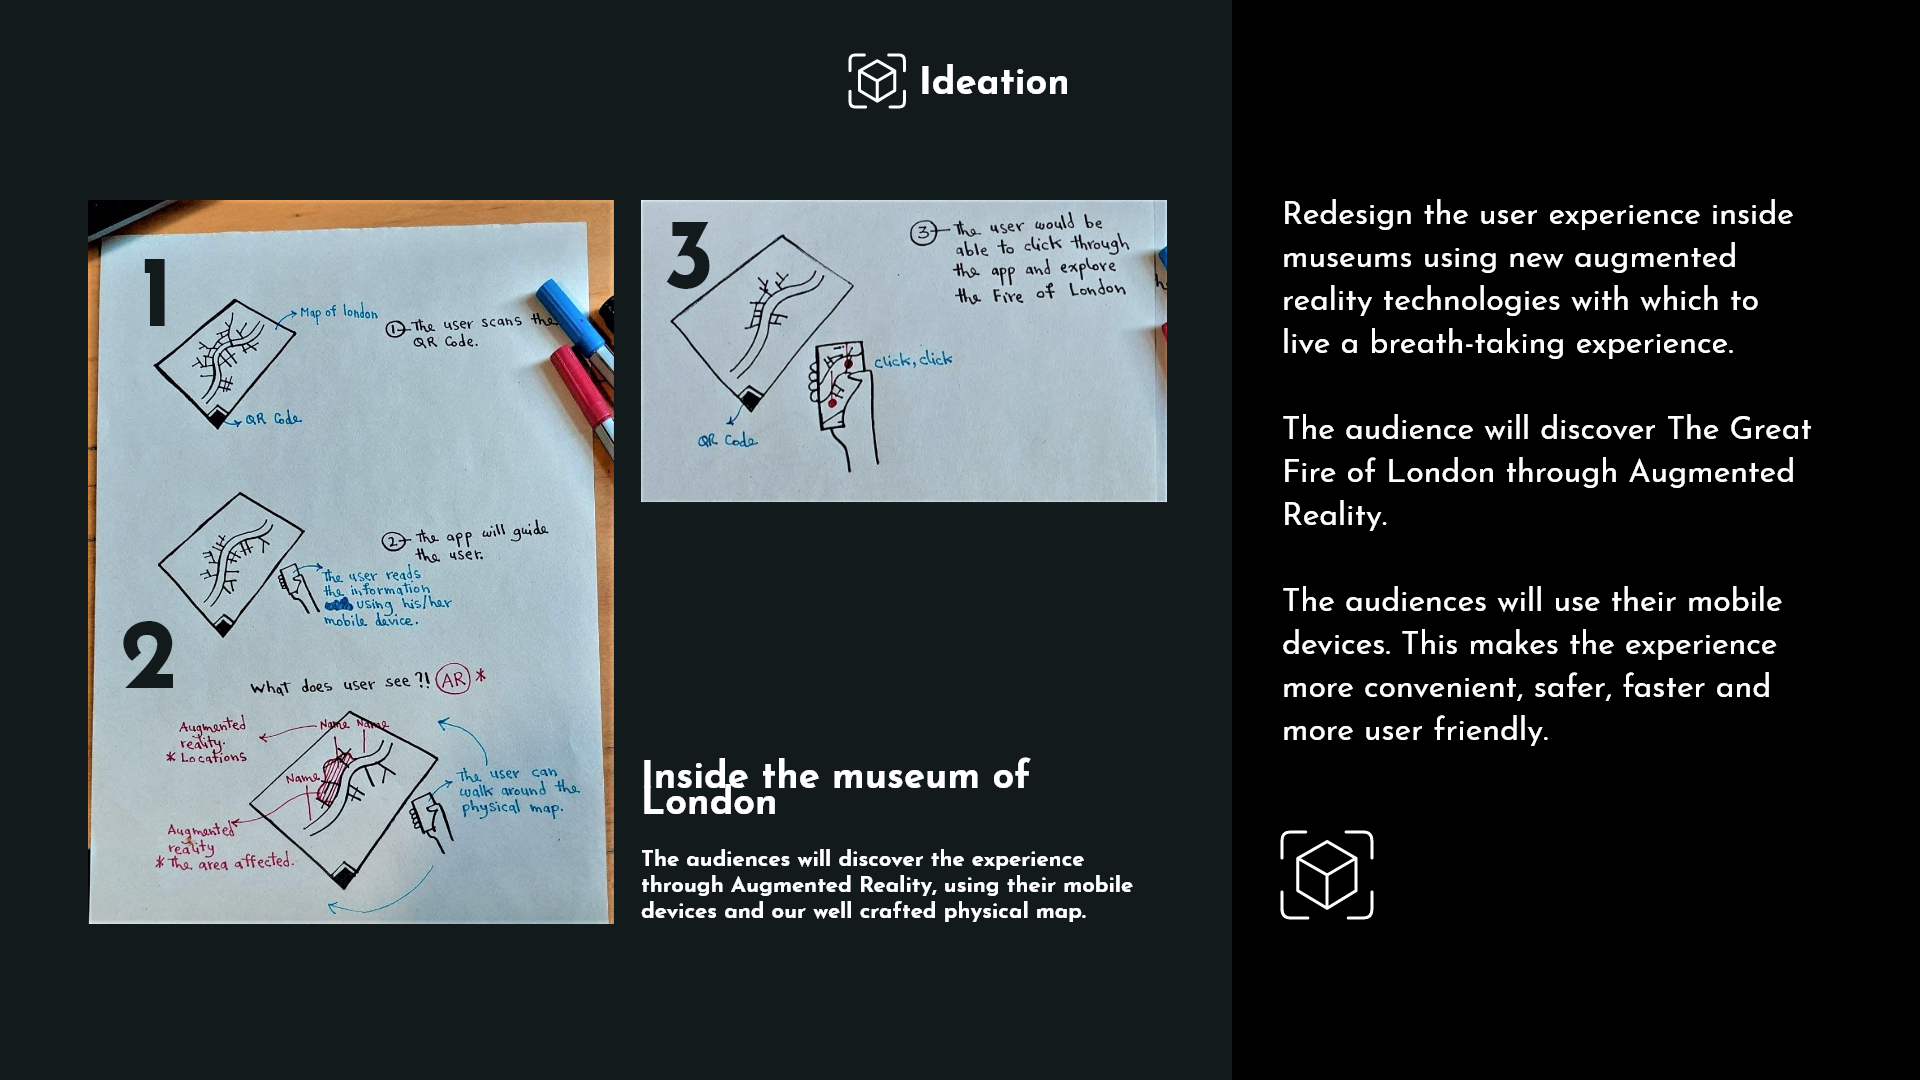 Ideation
1
Map of london
1 The user scans the
QR Code.
QR Code
2 The app will guide
the user.
The user reads
the information
using his/her
mobile device.
2
What does user see ?! AR *
Augmented
reality.
* Locations
Name Name
Name
The user can
walk around the
physical map.
Augmented
reality
* The area affected.
3
3 The user would be
able to click through
the app and explore
the Fire of London
click, click
QR Code
Inside the museum of
London
The audiences will discover the experience
through Augmented Reality, using their mobile
devices and our well crafted physical map.
Redesign the user experience inside
museums using new augmented
reality technologies with which to
live a breath-taking experience.
The audience will discover The Great
Fire of London through Augmented
Reality.
The audiences will use their mobile
devices. This makes the experience
more convenient, safer, faster and
more user friendly.